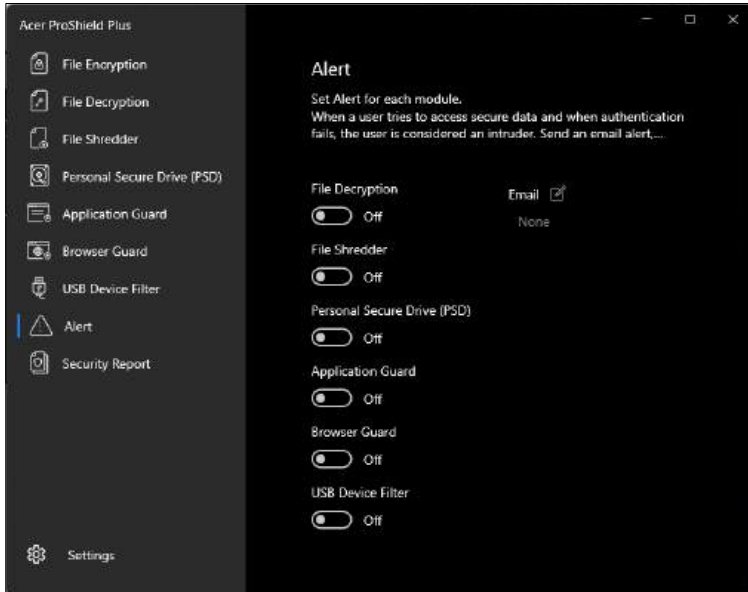 Acer ProShield Plus
File Encryption
File Decryption
File Shredder
Personal Secure Drive (PSD)
Application Guard
Browser Guard
USB Device Filter
Alert
Security Report
Settings
Alert
Set Alert for each module.
When a user tries to access secure data and when authentication
fails, the user is considered an intruder. Send an email alert,...
File Decryption
Off
Email
None
File Shredder
Off
Personal Secure Drive (PSD)
Off
Application Guard
Off
Browser Guard
Off
USB Device Filter
Off